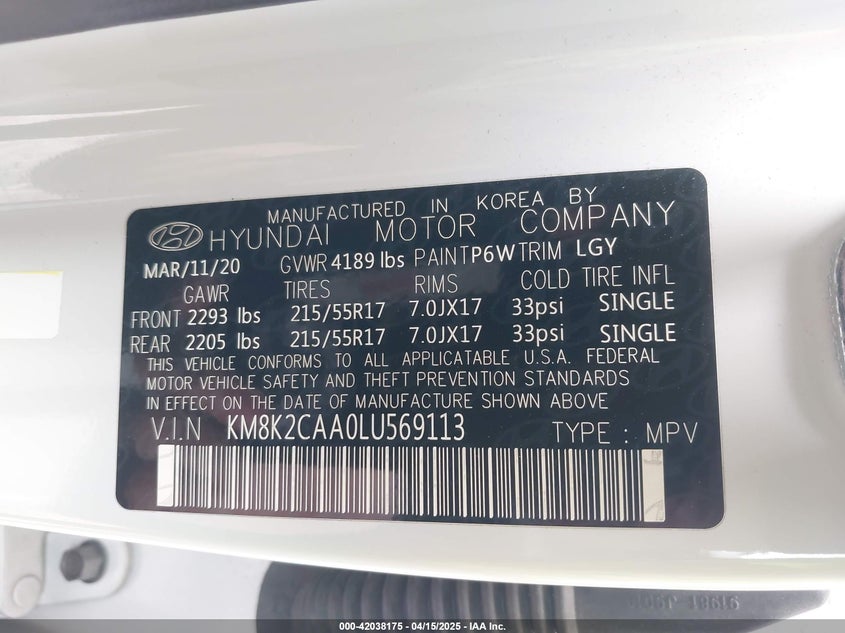 MANUFACTURED IN KOREA BY
HYUNDAI MOTOR COMPANY
MAR/11/20 GVWR 4189 lbs PAINT P6W TRIM LGY
GAWR TIRES RIMS COLD TIRE INFL
FRONT 2293 lbs 215/55R17 7.0JX17 33psi SINGLE
REAR 2205 lbs 215/55R17 7.0JX17 33psi SINGLE
THIS VEHICLE CONFORMS TO ALL APPLICATABLE U.S.A. FEDERAL
MOTOR VEHICLE SAFETY AND THEFT PREVENTION STANDARDS
IN EFFECT ON THE DATE OF MANUFACTURED SHOWN ABOVE
V.I.N KM8K2CAA0LU569113 TYPE : MPV
000-42038175 - 04/15/2025 - IAA Inc.